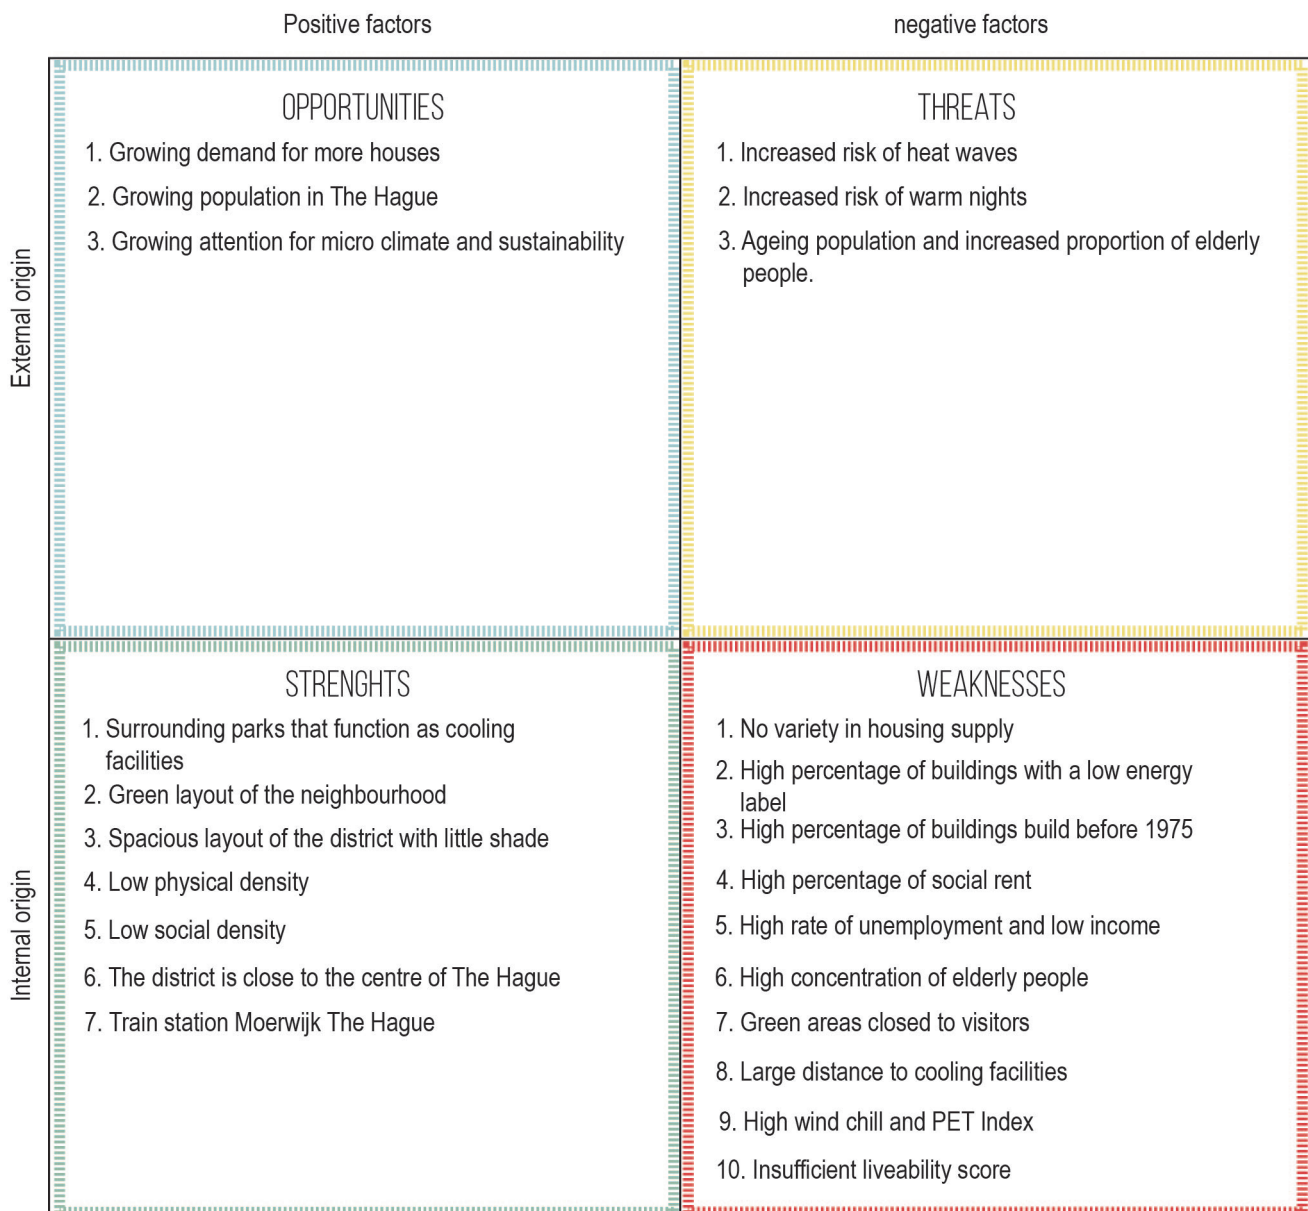 Positive factors
negative factors
External origin
OPPORTUNITIES
1. Growing demand for more houses
2. Growing population in The Hague
3. Growing attention for micro climate and sustainability
THREATS
1. Increased risk of heat waves
2. Increased risk of warm nights
3. Ageing population and increased proportion of elderly
people.
Internal origin
STRENGHTS
1. Surrounding parks that function as cooling
facilities
2. Green layout of the neighbourhood
3. Spacious layout of the district with little shade
4. Low physical density
5. Low social density
6. The district is close to the centre of The Hague
7. Train station Moerwijk The Hague
WEAKNESSES
1. No variety in housing supply
2. High percentage of buildings with a low energy
label
3. High percentage of buildings build before 1975
4. High percentage of social rent
5. High rate of unemployment and low income
6. High concentration of elderly people
7. Green areas closed to visitors
8. Large distance to cooling facilities
9. High wind chill and PET Index
10. Insufficient liveability score